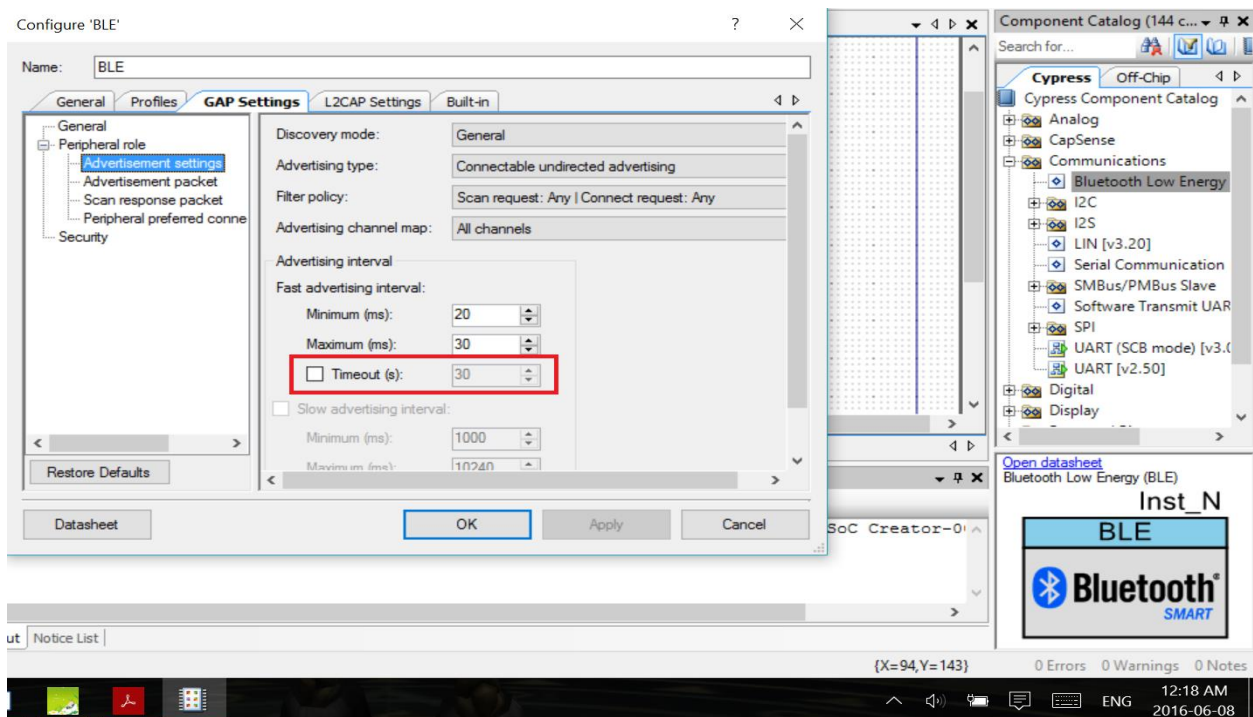 Configure 'BLE'
?
Name: BLE
General Profiles GAP Settings L2CAP Settings Built-in
General
Peripheral role
Advertisement settings
Advertisement packet
Scan response packet
Peripheral preferred conne
Security
Restore Defaults
Discovery mode: General
Advertising type: Connectable undirected advertising
Filter policy: Scan request: Any | Connect request: Any
Advertising channel map: All channels
Advertising interval
Fast advertising interval:
Minimum (ms): 20
Maximum (ms): 30
Timeout (s): 30
Slow advertising interval:
Minimum (ms): 1000
Maximum (ms): 10240
Datasheet OK Apply Cancel
SoC Creator-0
ut Notice List
Component Catalog (144 c...
Search for...
Cypress Off-Chip
Cypress Component Catalog
Analog
CapSense
Communications
Bluetooth Low Energy
I2C
I2S
LIN [v3.20]
Serial Communication
SMBus/PMBus Slave
Software Transmit UAR
SPI
UART (SCB mode) [v3.(
UART [v2.50]
Digital
Display
Open datasheet
Bluetooth Low Energy (BLE)
Inst_N
BLE
Bluetooth®
SMART
{X=94,Y=143} 0 Errors 0 Warnings 0 Notes
ENG
12:18 AM
2016-06-08